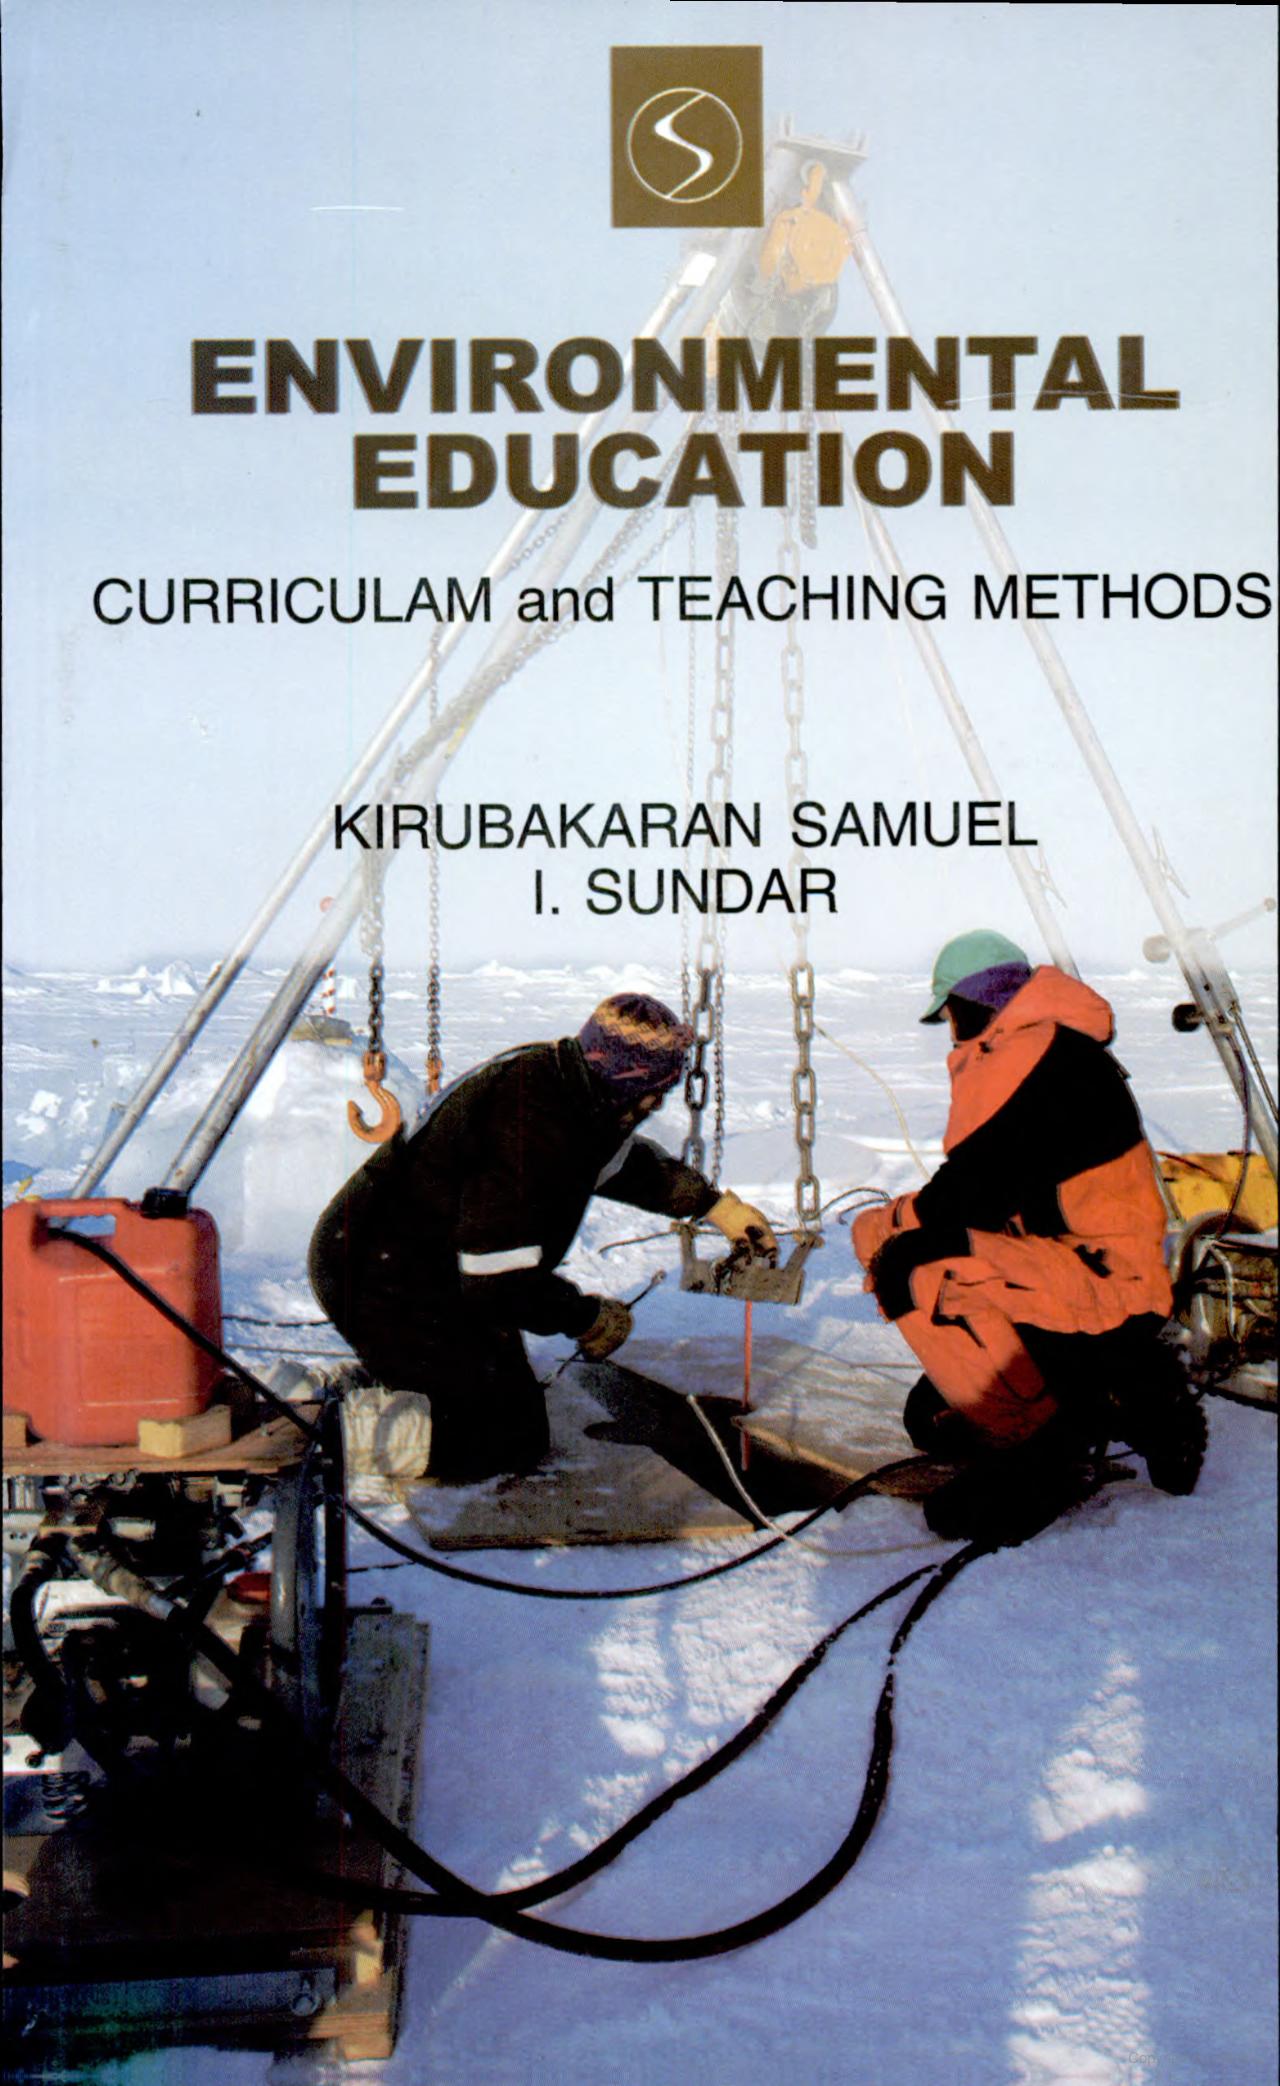 ENVIRONMENTAL
EDUCATION
CURRICULAM and TEACHING METHODS
KIRUBAKARAN SAMUEL
I. SUNDAR